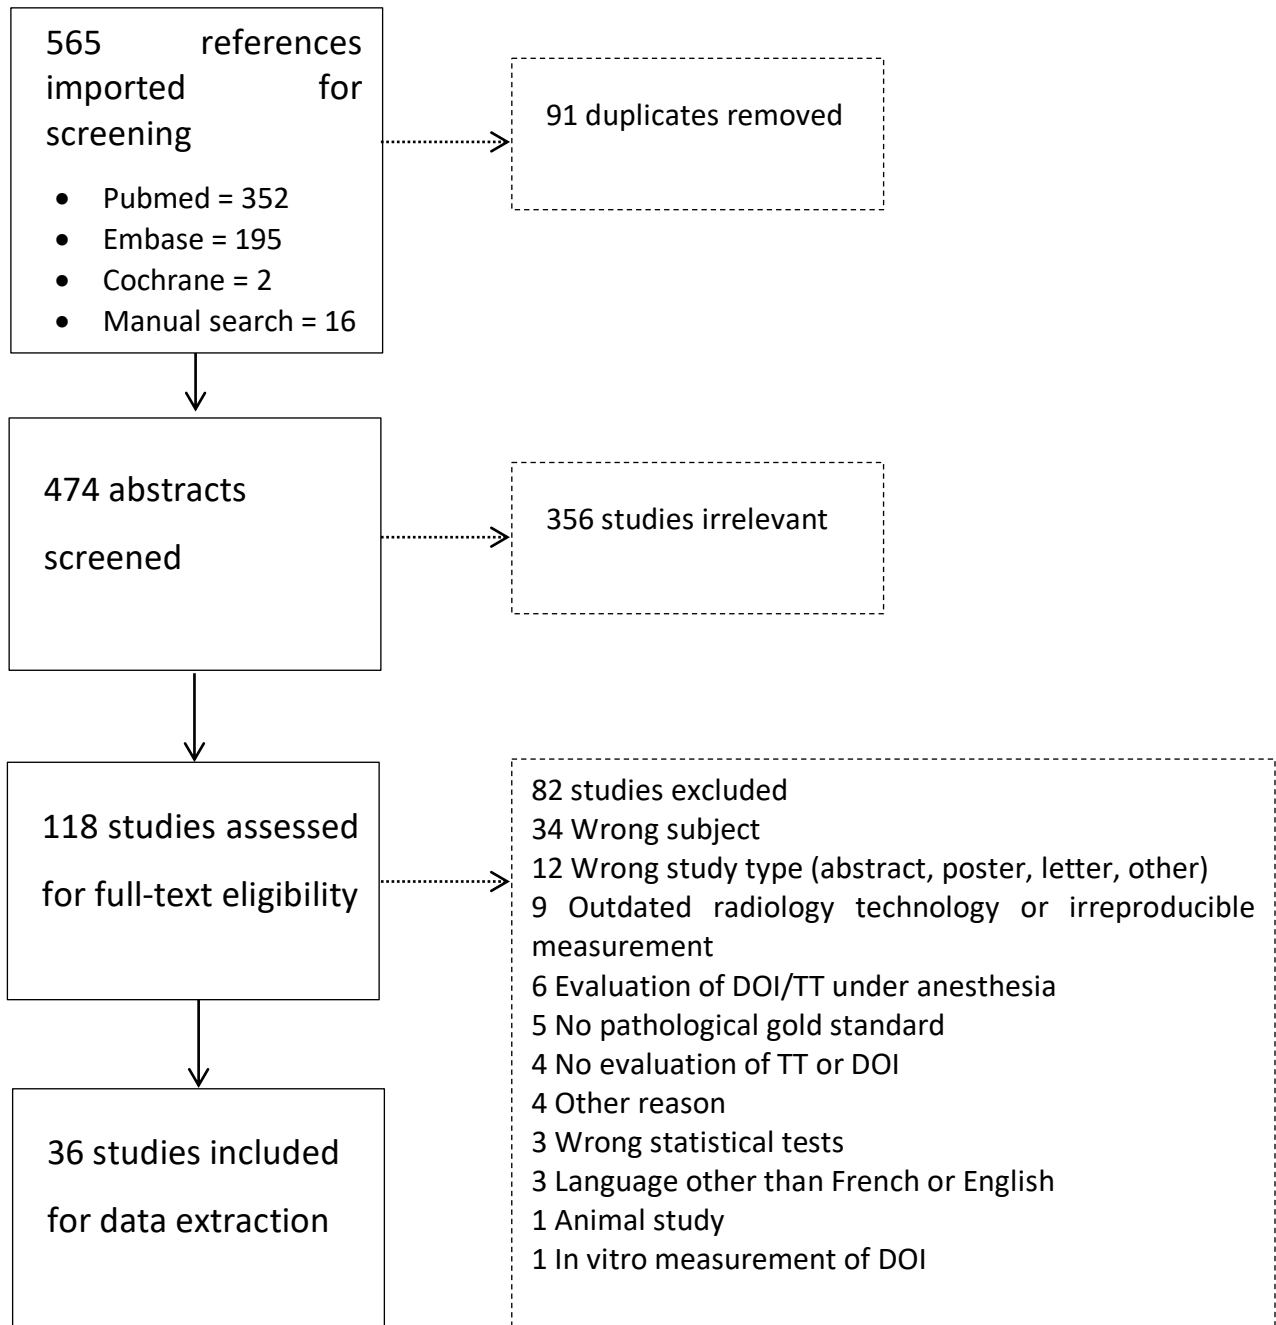 565 references
imported for
screening
• Pubmed = 352
• Embase = 195
• Cochrane = 2
• Manual search = 16
91 duplicates removed
474 abstracts
screened
356 studies irrelevant
118 studies assessed
for full-text eligibility
82 studies excluded
34 Wrong subject
12 Wrong study type (abstract, poster, letter, other)
9 Outdated radiology technology or irreproducible
measurement
6 Evaluation of DOI/TT under anesthesia
5 No pathological gold standard
4 No evaluation of TT or DOI
4 Other reason
3 Wrong statistical tests
3 Language other than French or English
1 Animal study
1 In vitro measurement of DOI
36 studies included
for data extraction